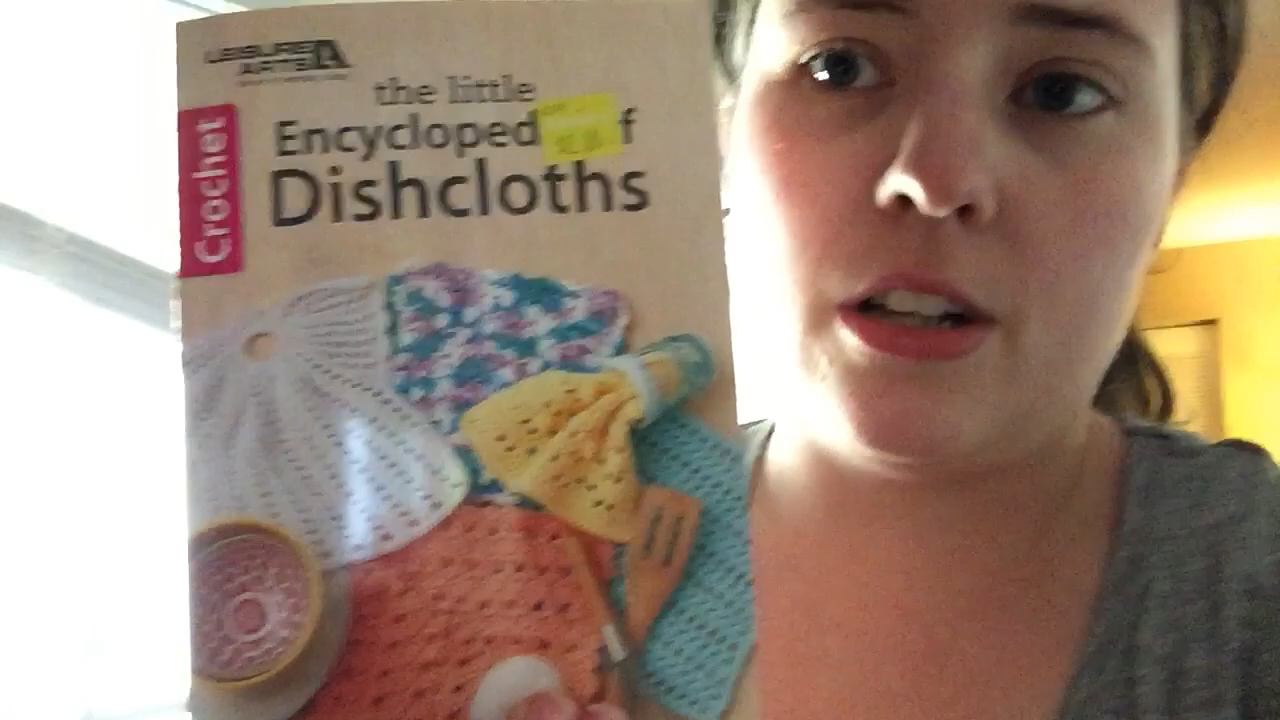 LEISURE
ARTS
the little
Encycloped f
Dishcloths
Crochet